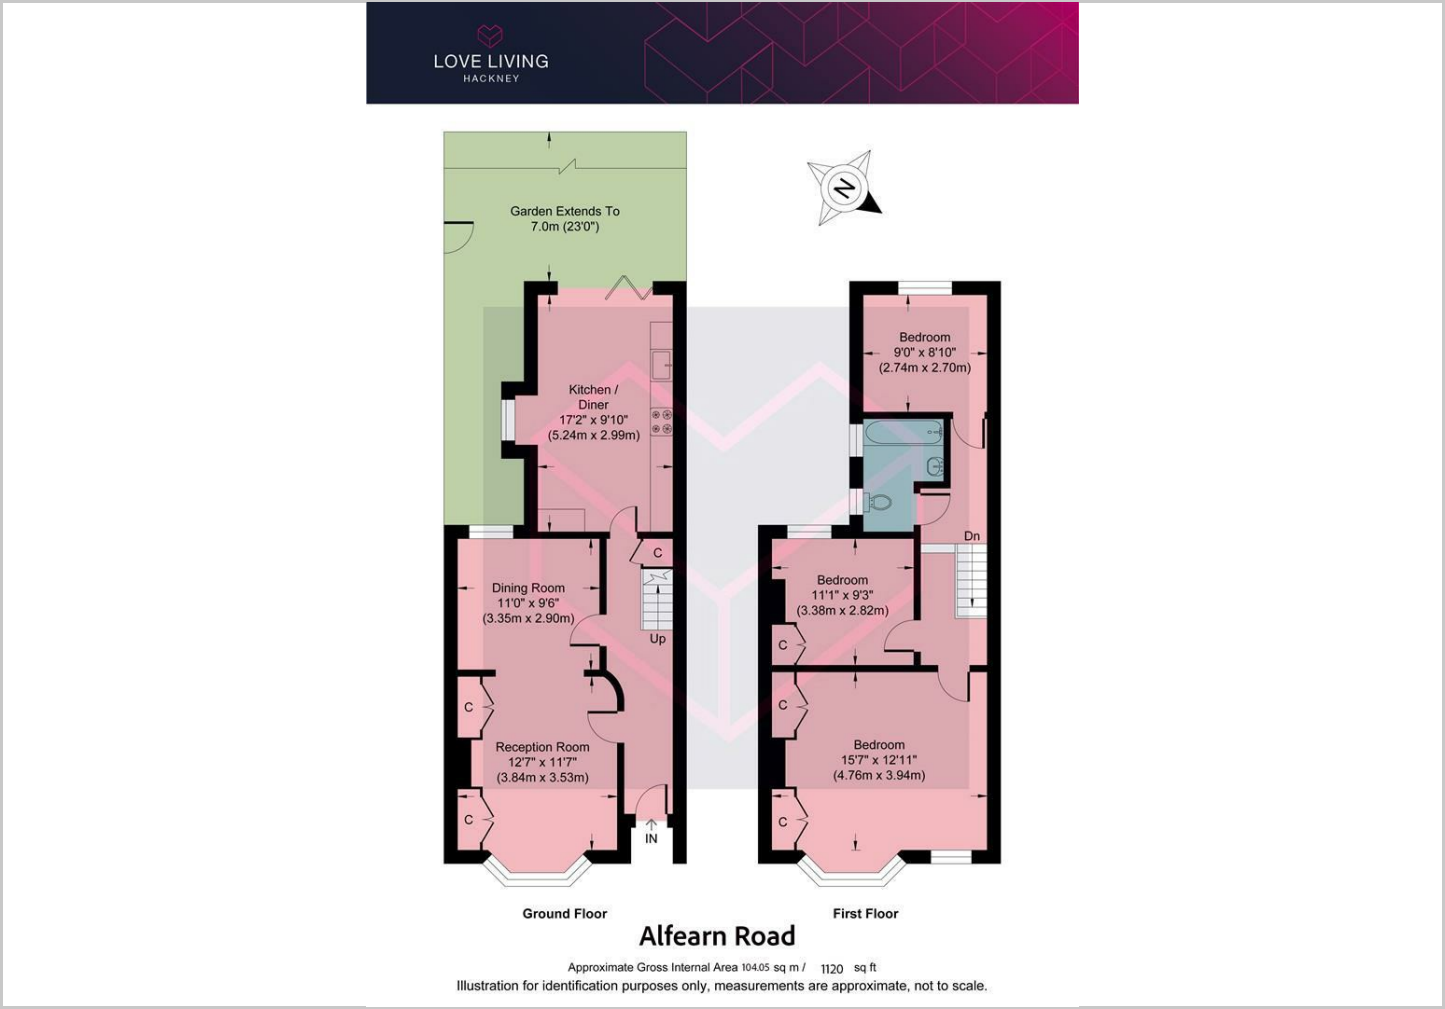 LOVE LIVING
HACKNEY
N
Garden Extends To
7.0m (23'0")
Kitchen /
Diner
17'2" x 9'10"
(5.24m x 2.99m)
C
Up
Dining Room
11'0" x 9'6"
(3.35m x 2.90m)
C
Reception Room
12'7" x 11'7"
(3.84m x 3.53m)
C
IN
Ground Floor
Bedroom
9'0" x 8'10"
(2.74m x 2.70m)
Dn
Bedroom
11'1" x 9'3"
(3.38m x 2.82m)
C
C
Bedroom
15'7" x 12'11"
(4.76m x 3.94m)
C
First Floor
Alfearn Road
Approximate Gross Internal Area 104.05 sq m / 1120 sq ft
Illustration for identification purposes only, measurements are approximate, not to scale.